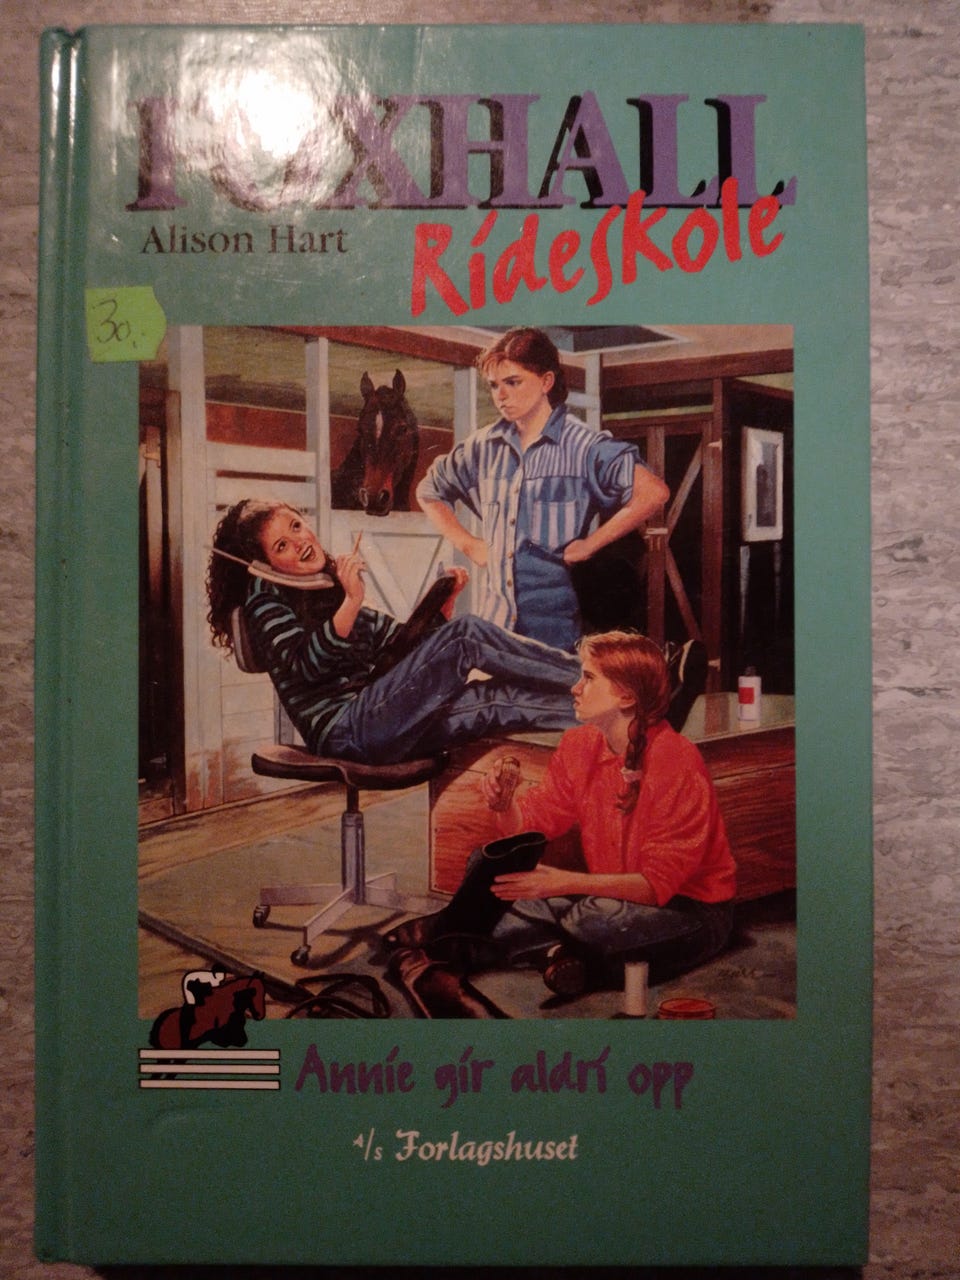 FOXHALL
Alison Hart
Rideskole
30,-
Annie gir aldri opp
A/s Forlagshuset